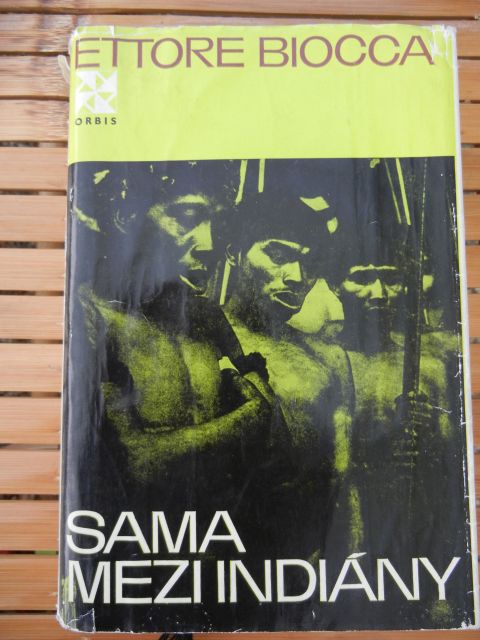 ETTORE BIOCCA
ORBIS
SAMA
MEZI INDIÁNY